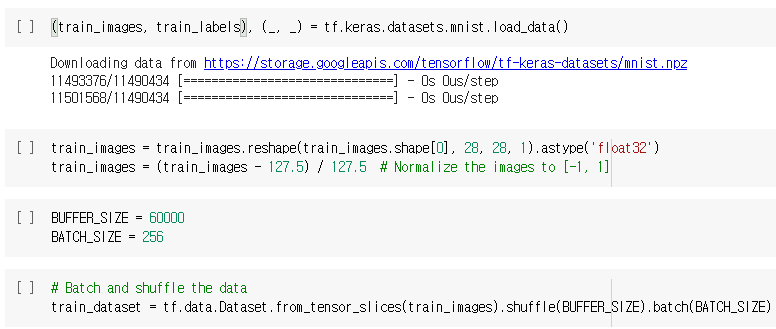 [ ] (train_images, train_labels), (_, _) = tf.keras.datasets.mnist.load_data()
Downloading data from https://storage.googleapis.com/tensorflow/tf-keras-datasets/mnist.npz
11493376/11490434 [==============================] - 0s 0us/step
11501568/11490434 [==============================] - 0s 0us/step
[ ] train_images = train_images.reshape(train_images.shape[0], 28, 28, 1).astype('float32')
train_images = (train_images - 127.5) / 127.5  # Normalize the images to [-1, 1]
[ ] BUFFER_SIZE = 60000
BATCH_SIZE = 256
[ ] # Batch and shuffle the data
train_dataset = tf.data.Dataset.from_tensor_slices(train_images).shuffle(BUFFER_SIZE).batch(BATCH_SIZE)